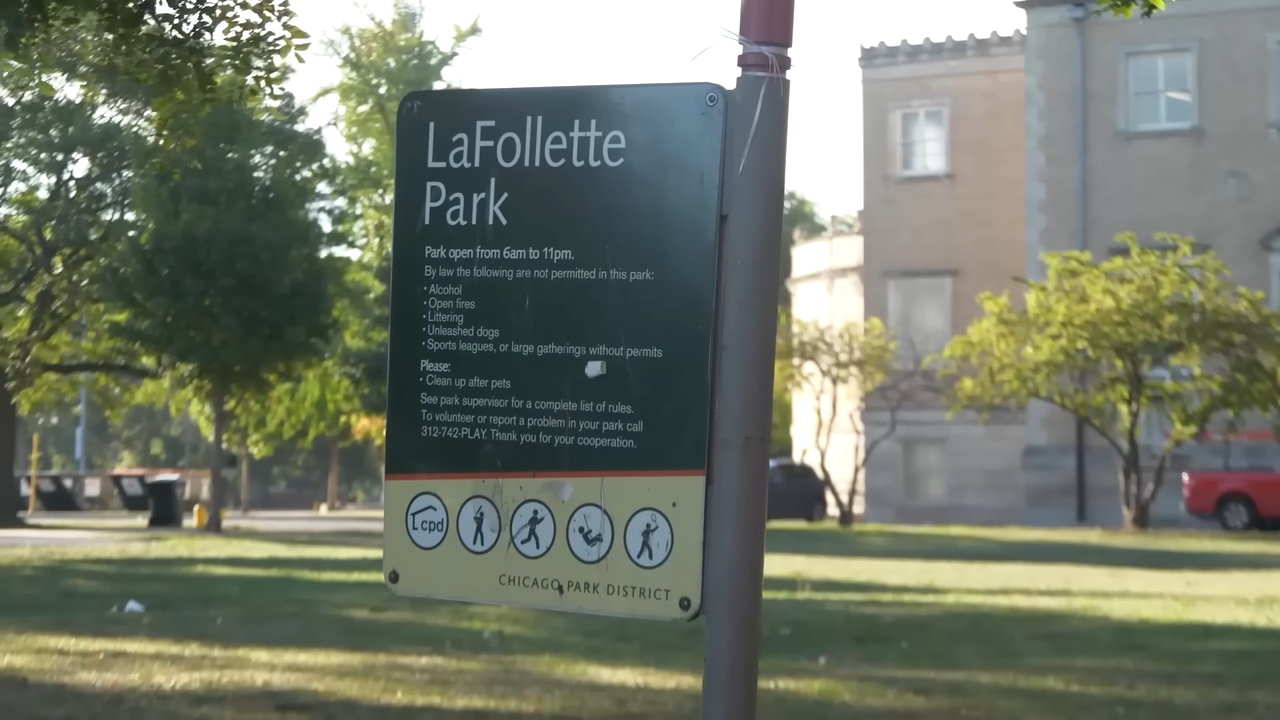 LaFollette
Park
Park open from 6am to 11pm.
By law the following are not permitted in this park:
• Alcohol
• Open fires
• Littering
• Unleashed dogs
• Sports leagues, or large gatherings without permits
Please:
• Clean up after pets
See park supervisor for a complete list of rules.
To volunteer or report a problem in your park call
312-742-PLAY. Thank you for your cooperation.
cpd
CHICAGO PARK DISTRICT